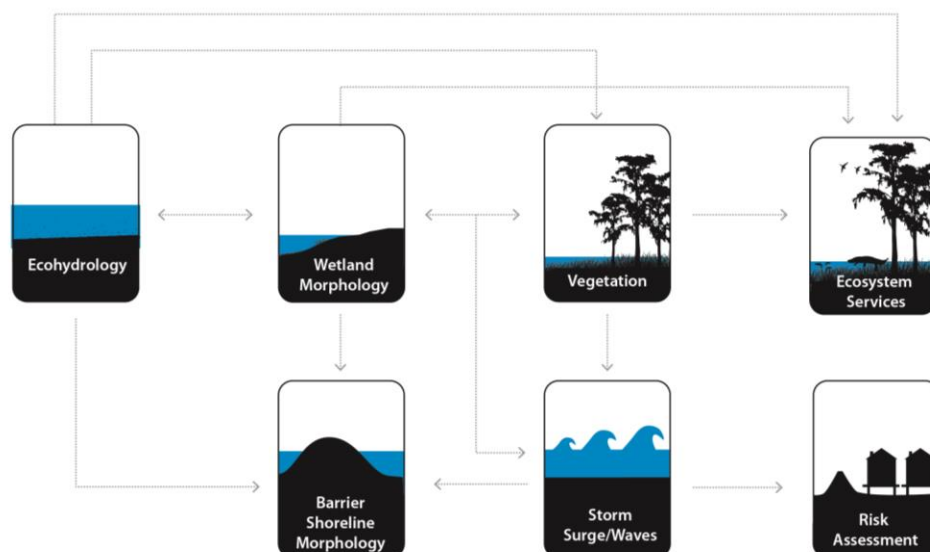 Ecohydrology
Wetland
Morphology
Vegetation
Ecosystem
Services
Barrier
Shoreline
Morphology
Storm
Surge/Waves
Risk
Assessment